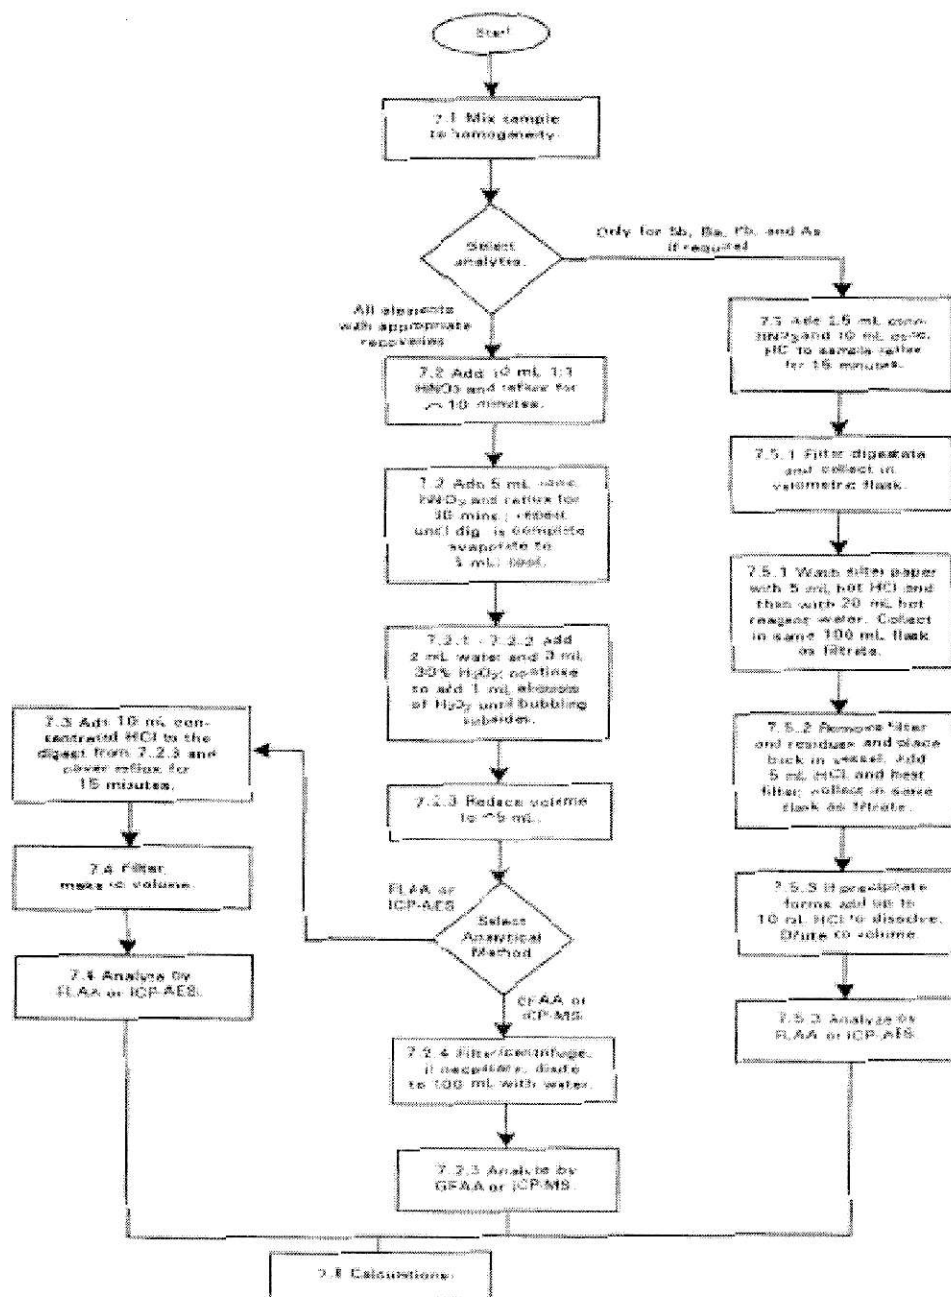 Start
7.1 Mix sample
to homogeneity.
Select
analytes.
Only for Sb, Ba, Pb, and Ag
if required
All elements
with appropriate
recoveries
7.2 Add 10 mL 1:1
HNO3 and reflux for
10 minutes.
7.2 Add 5 mL conc.
HNO3 and reflux for
30 mins.; repeat
until dig. is complete
evaporate to
5 mL; cool.
7.2.1 - 7.2.2 add
2 mL water and 3 mL
30% H2O2; continue
to add 1 mL aliquots
of H2O2 until bubbling
subsides.
7.2.3 Reduce volume
to ~5 mL.
FLAA or
ICP-AES
Select
Analytical
Method
GFAA or
ICP-MS
7.2.4 Filter/centrifuge,
if necessary, dilute
to 100 mL with water.
Analyze by
GFAA or ICP-MS.
7.3 Add 10 mL con-
centrated HCl to the
digest from 7.2.3 and
cover reflux for
15 minutes.
7.4 Filter,
make to volume.
Analyze by
FLAA or ICP-AES.
Add 2.5 mL conc.
HNO3 and 10 mL conc.
HCl to sample reflux
for 15 minutes.
7.5.1 Filter digestate
and collect in
volumetric flask.
7.5.1 Wash filter paper
with 5 mL hot HCl and
then with 20 mL hot
reagent water. Collect
in same 100 mL flask
as filtrate.
7.5.2 Remove filter
and residues and place
back in vessel. Add
5 mL HCl, and heat
filter; collect in same
flask as filtrate.
7.5.3 If precipitate
forms add up to
10 mL HCl to dissolve.
Dilute to volume.
7.5.3 Analyze by
FLAA or ICP-AES.
Calculations.